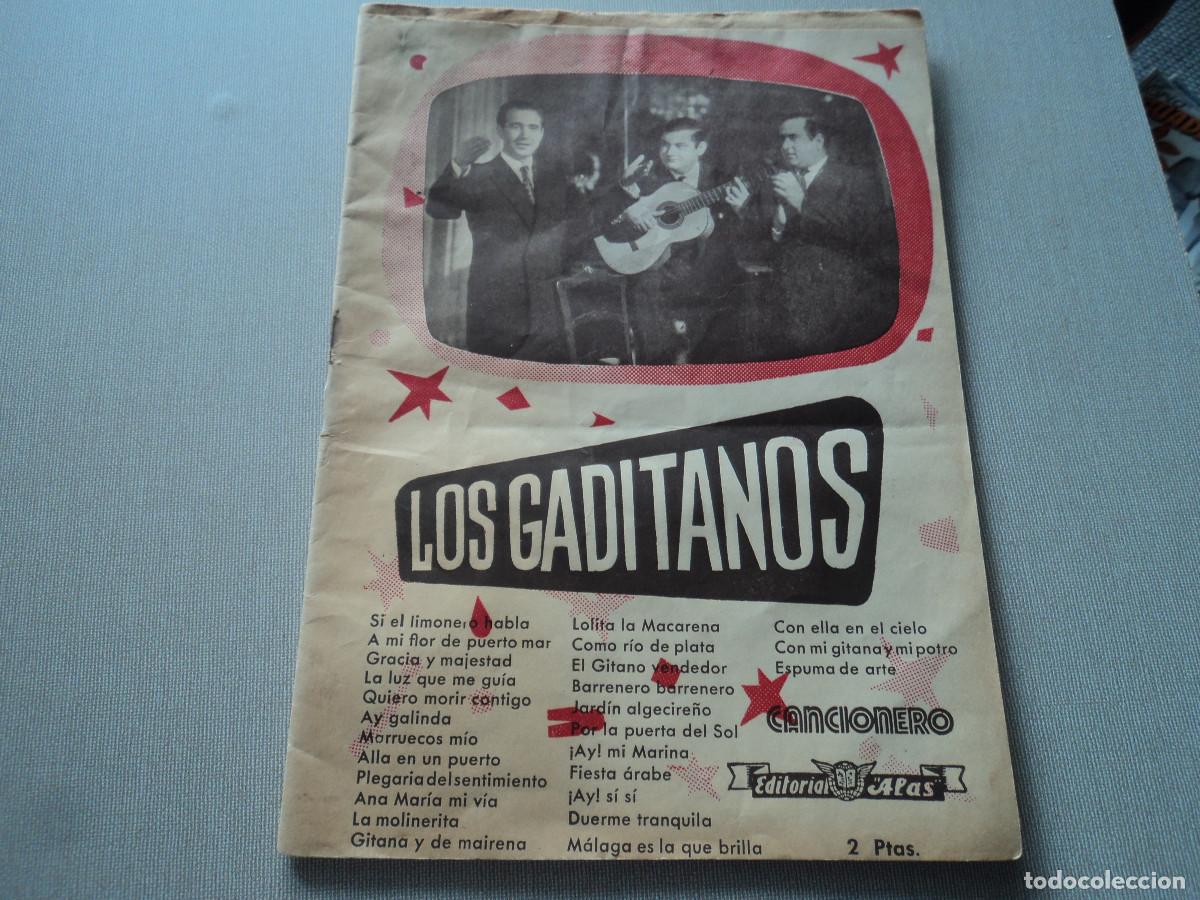 LOS GADITANOS
Si el limonero habla
A mi flor de puerto mar
Gracia y majestad
La luz que me guía
Quiero morir contigo
Ay galinda
Marruecos mío
Alla en un puerto
Plegaria del sentimiento
Ana María mi vía
La molinerita
Gitana y de mairena
Lolita la Macarena
Como río de plata
El Gitano vendedor
Barrenero barrenero
Jardín algecireño
Por la puerta del Sol
¡Ay! mi Marina
Fiesta árabe
¡Ay! sí sí
Duerme tranquila
Málaga es la que brilla
Con ella en el cielo
Con mi gitana y mi potro
Espuma de arte
CANCIONERO
Editorial "Alas"
2 Ptas.
todocoleccion